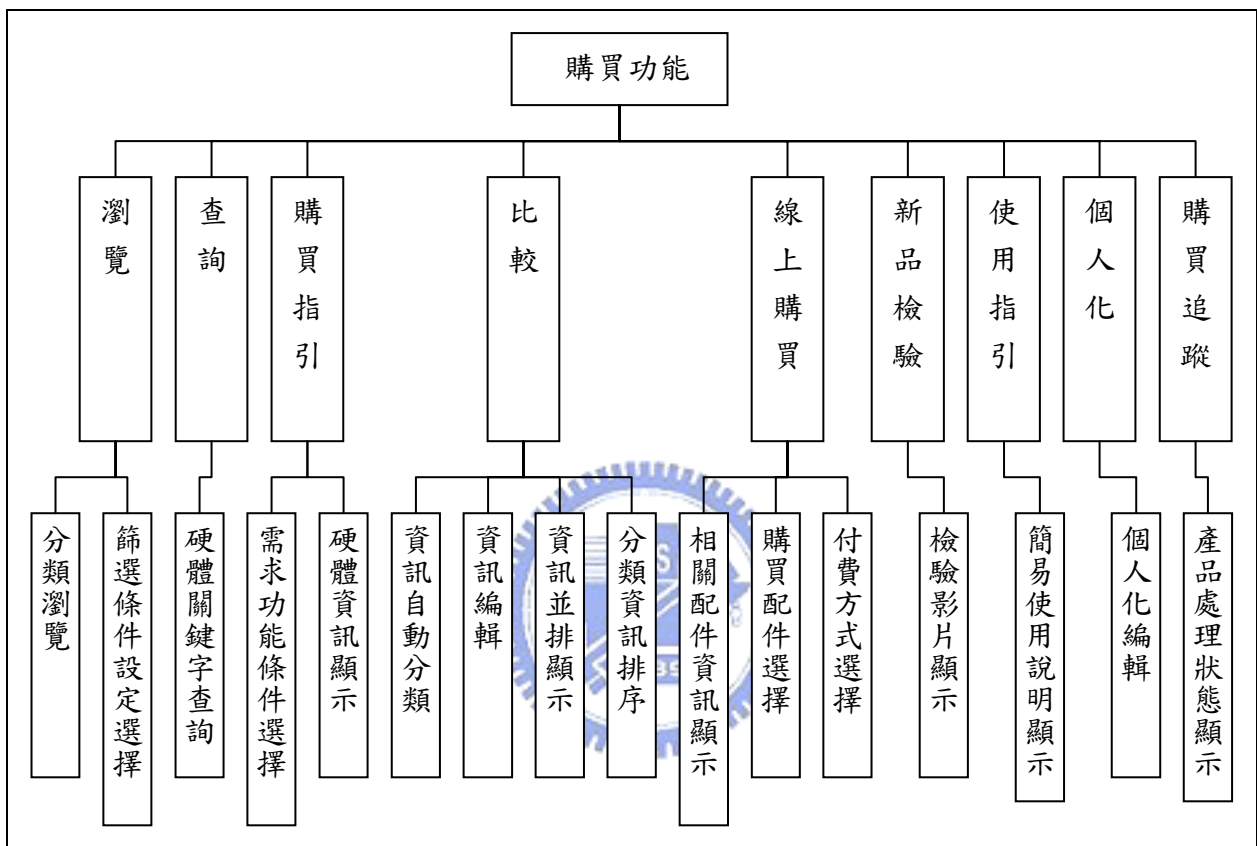 購買功能
瀏覽
查詢
購買指引
比較
線上購買
新品檢驗
使用指引
個人化
購買追蹤
分類瀏覽
篩選條件設定選擇
硬體關鍵字查詢
需求功能條件選擇
硬體資訊顯示
資訊自動分類
資訊編輯
資訊並排顯示
分類資訊排序
相關配件資訊顯示
購買配件選擇
付費方式選擇
檢驗影片顯示
簡易使用說明顯示
個人化編輯
產品處理狀態顯示